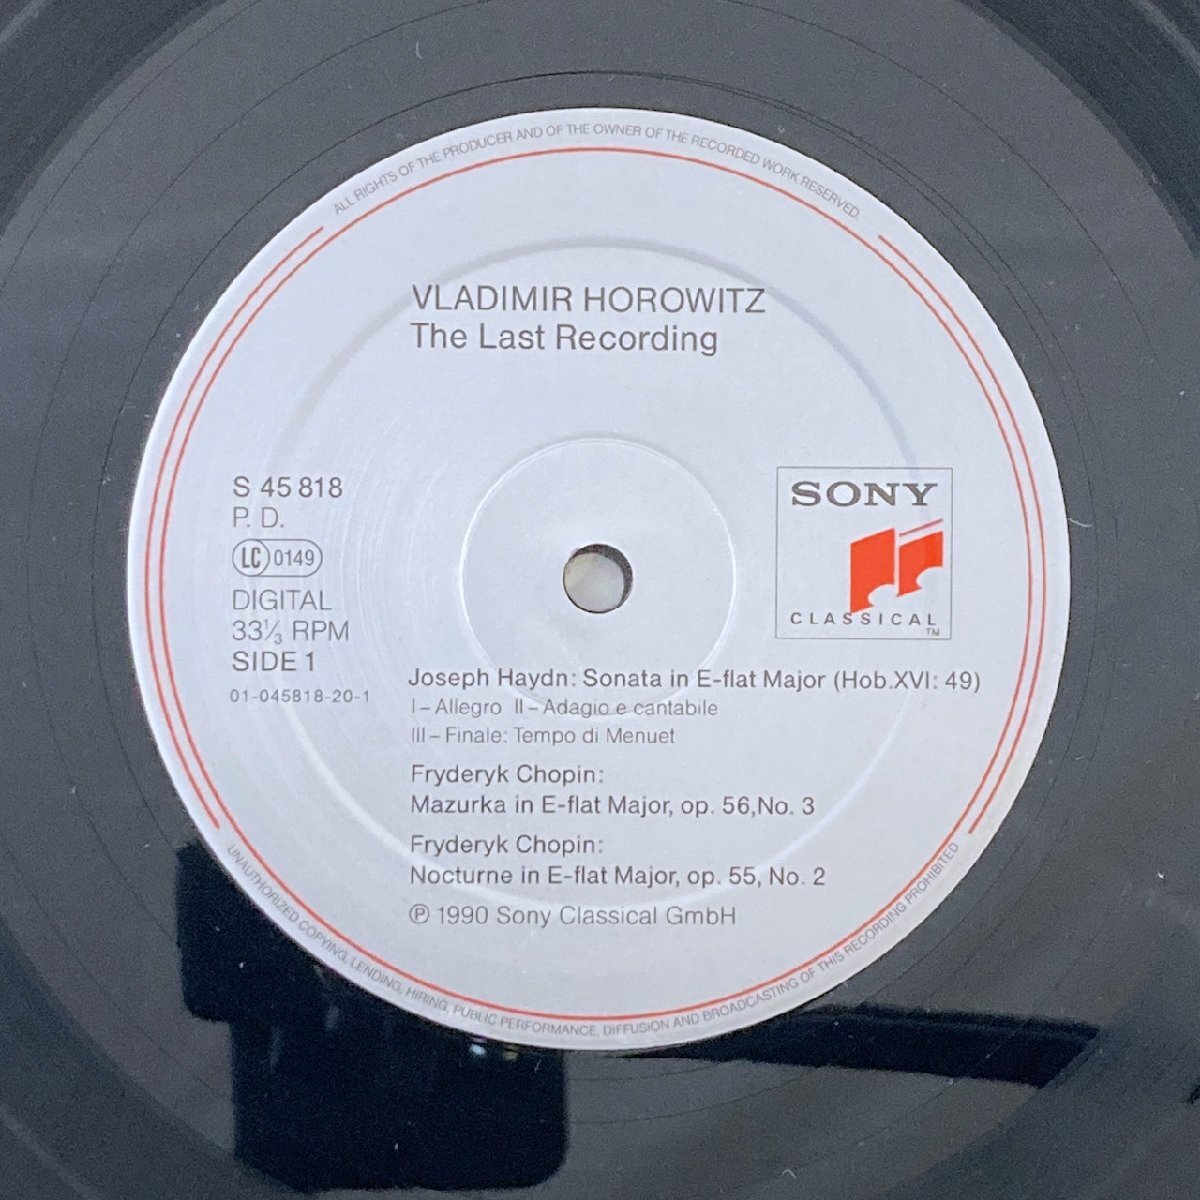 ALL RIGHTS OF THE PRODUCER AND OF THE OWNER OF THE RECORDED WORK RESERVED.
VLADIMIR HOROWITZ
The Last Recording
S 45 818
P. D.
LC 0149
DIGITAL
33⅓ RPM
SIDE 1
01-045818-20-1
SONY
CLASSICAL
TM
Joseph Haydn: Sonata in E-flat Major (Hob.XVI: 49)
I – Allegro II – Adagio e cantabile
III – Finale: Tempo di Menuet
Fryderyk Chopin:
Mazurka in E-flat Major, op. 56,No. 3
Fryderyk Chopin:
Nocturne in E-flat Major, op. 55, No. 2
℗ 1990 Sony Classical GmbH
UNAUTHORIZED COPYING, LENDING, HIRING, PUBLIC PERFORMANCE, DIFFUSION AND BROADCASTING OF THIS RECORDING PROHIBITED